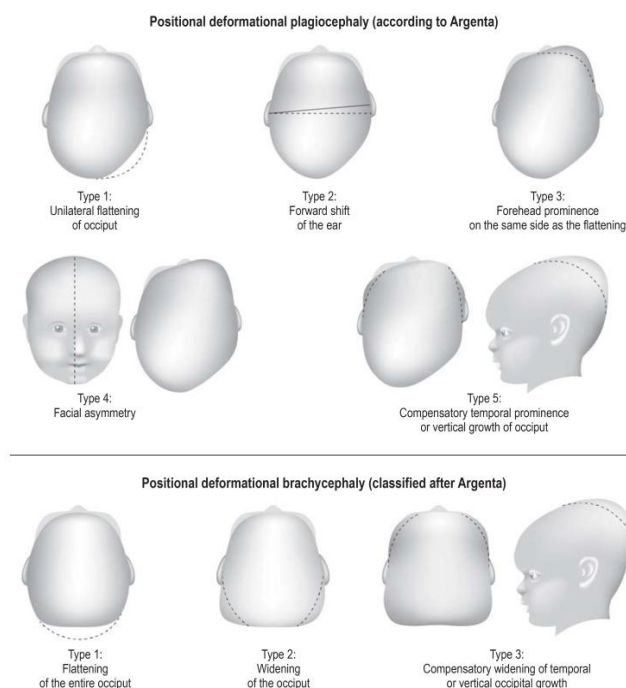 Positional deformational plagiocephaly (according to Argenta)
Type 1:
Unilateral flattening
of occiput
Type 2:
Forward shift
of the ear
Type 3:
Forehead prominence
on the same side as the flattening
Type 4:
Facial asymmetry
Type 5:
Compensatory temporal prominence
or vertical growth of occiput
Positional deformational brachycephaly (classified after Argenta)
Type 1:
Flattening
of the entire occiput
Type 2:
Widening
of the occiput
Type 3:
Compensatory widening of temporal
or vertical occipital growth